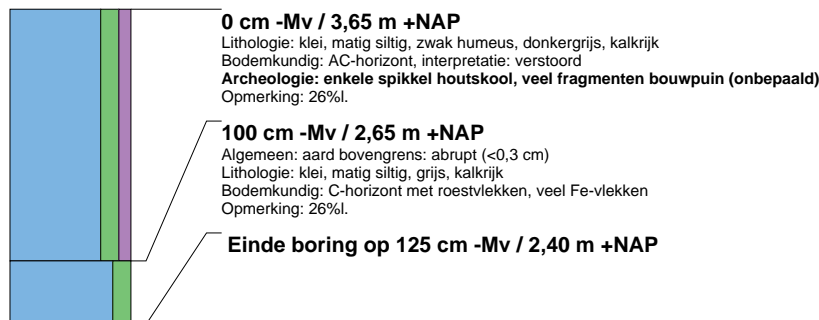 0 cm -Mv / 3,65 m +NAP
Lithologie: klei, matig siltig, zwak humeus, donkergrijs, kalkrijk
Bodemkundig: AC-horizont, interpretatie: verstoord
Archeologie: enkele spikkel houtskool, veel fragmenten bouwpuin (onbepaald)
Opmerking: 26%l.
100 cm -Mv / 2,65 m +NAP
Algemeen: aard bovengrens: abrupt (<0,3 cm)
Lithologie: klei, matig siltig, grijs, kalkrijk
Bodemkundig: C-horizont met roestvlekken, veel Fe-vlekken
Opmerking: 26%l.
Einde boring op 125 cm -Mv / 2,40 m +NAP